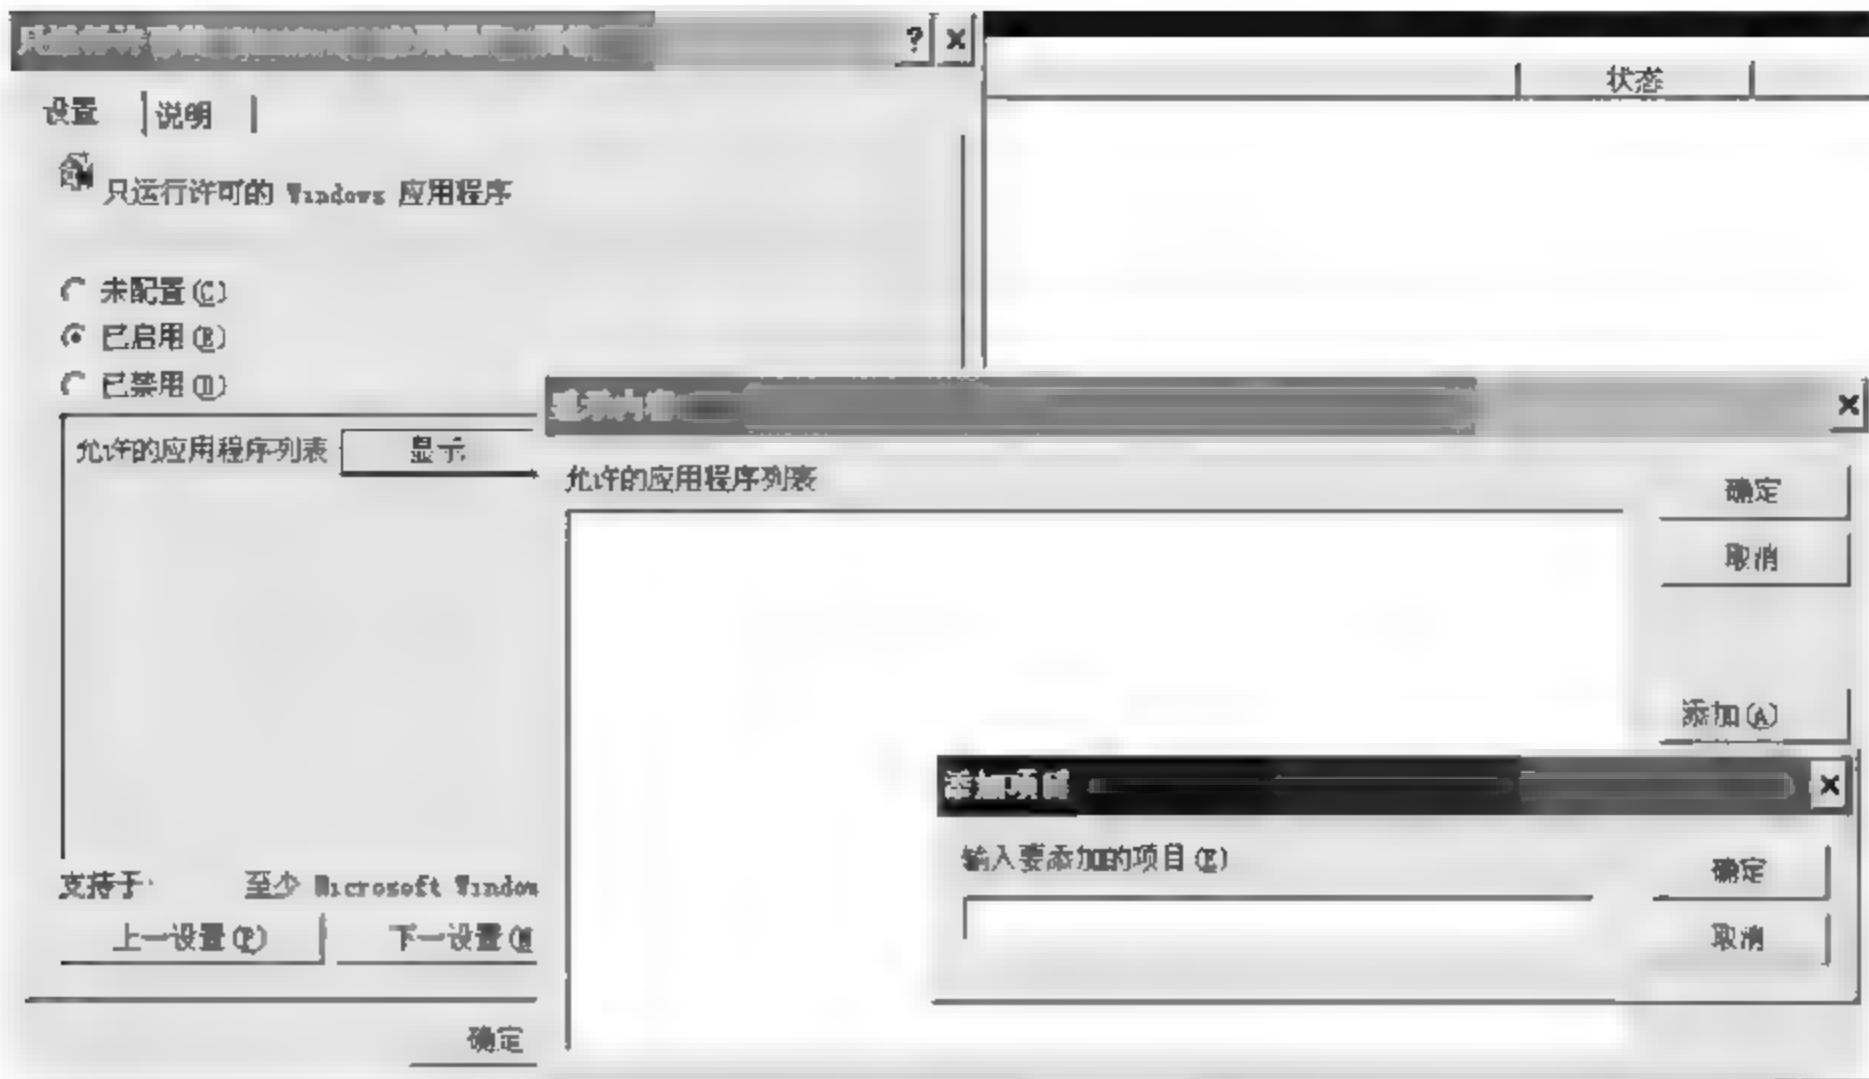 状态
设置 说明
只运行许可的 Windows 应用程序
未配置(C)
已启用(E)
已禁用(D)
允许的应用程序列表 显示
支持于: 至少 Microsoft Window
上一设置(P) 下一设置(N
确定
显示内容
允许的应用程序列表
确定
取消
添加(A)
添加项目
输入要添加的项目(E)
确定
取消